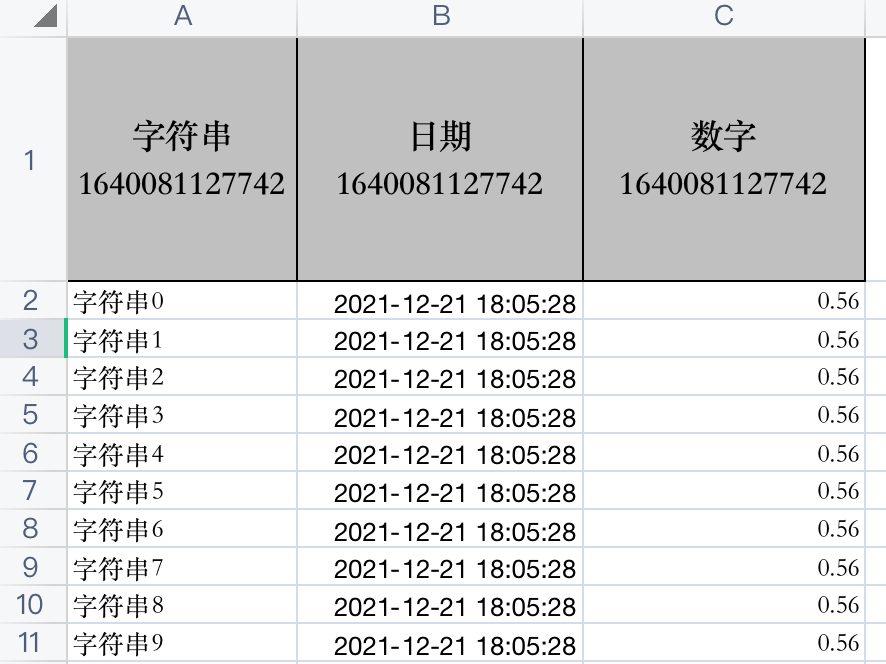 A B C
1 字符串 日期 数字
1640081127742 1640081127742 1640081127742
2 字符串0 2021-12-21 18:05:28 0.56
3 字符串1 2021-12-21 18:05:28 0.56
4 字符串2 2021-12-21 18:05:28 0.56
5 字符串3 2021-12-21 18:05:28 0.56
6 字符串4 2021-12-21 18:05:28 0.56
7 字符串5 2021-12-21 18:05:28 0.56
8 字符串6 2021-12-21 18:05:28 0.56
9 字符串7 2021-12-21 18:05:28 0.56
10 字符串8 2021-12-21 18:05:28 0.56
11 字符串9 2021-12-21 18:05:28 0.56